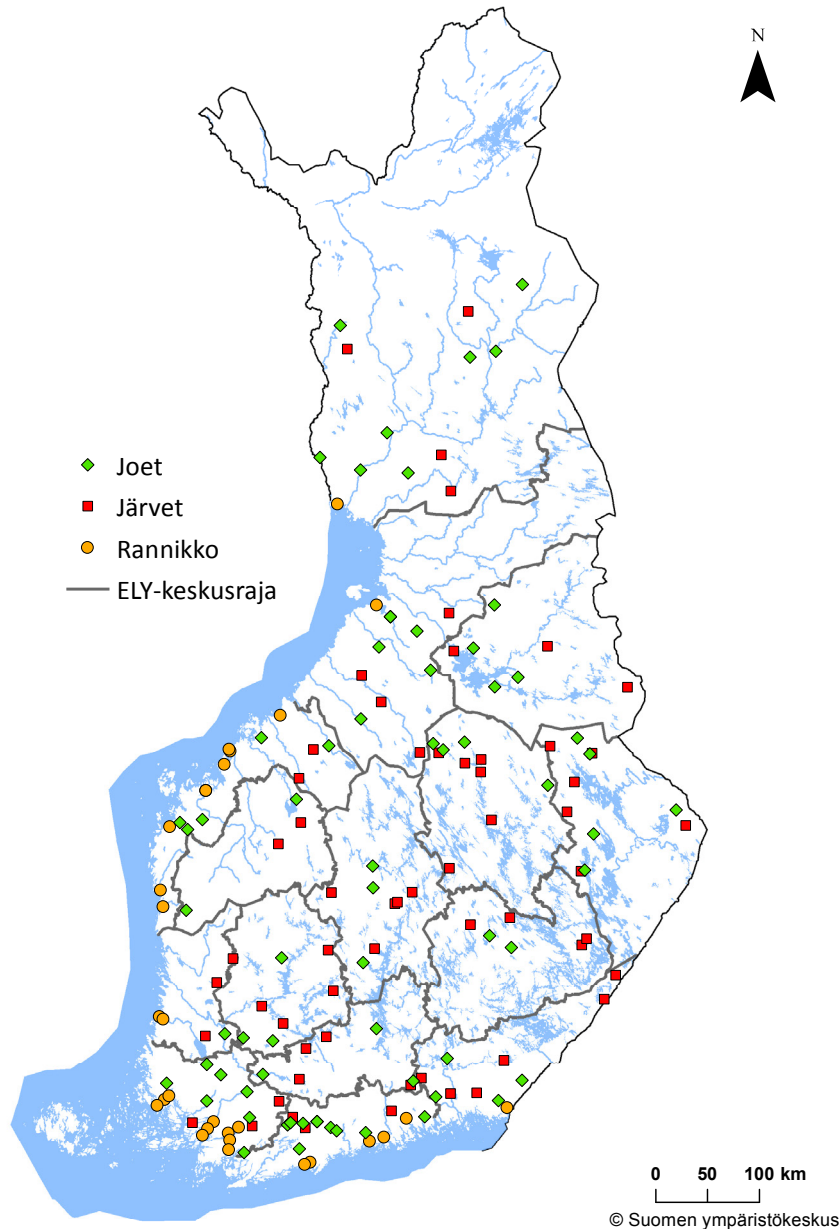 N
Joet
Järvet
Rannikko
ELY-keskusraja
0 50 100 km
© Suomen ympäristökeskus